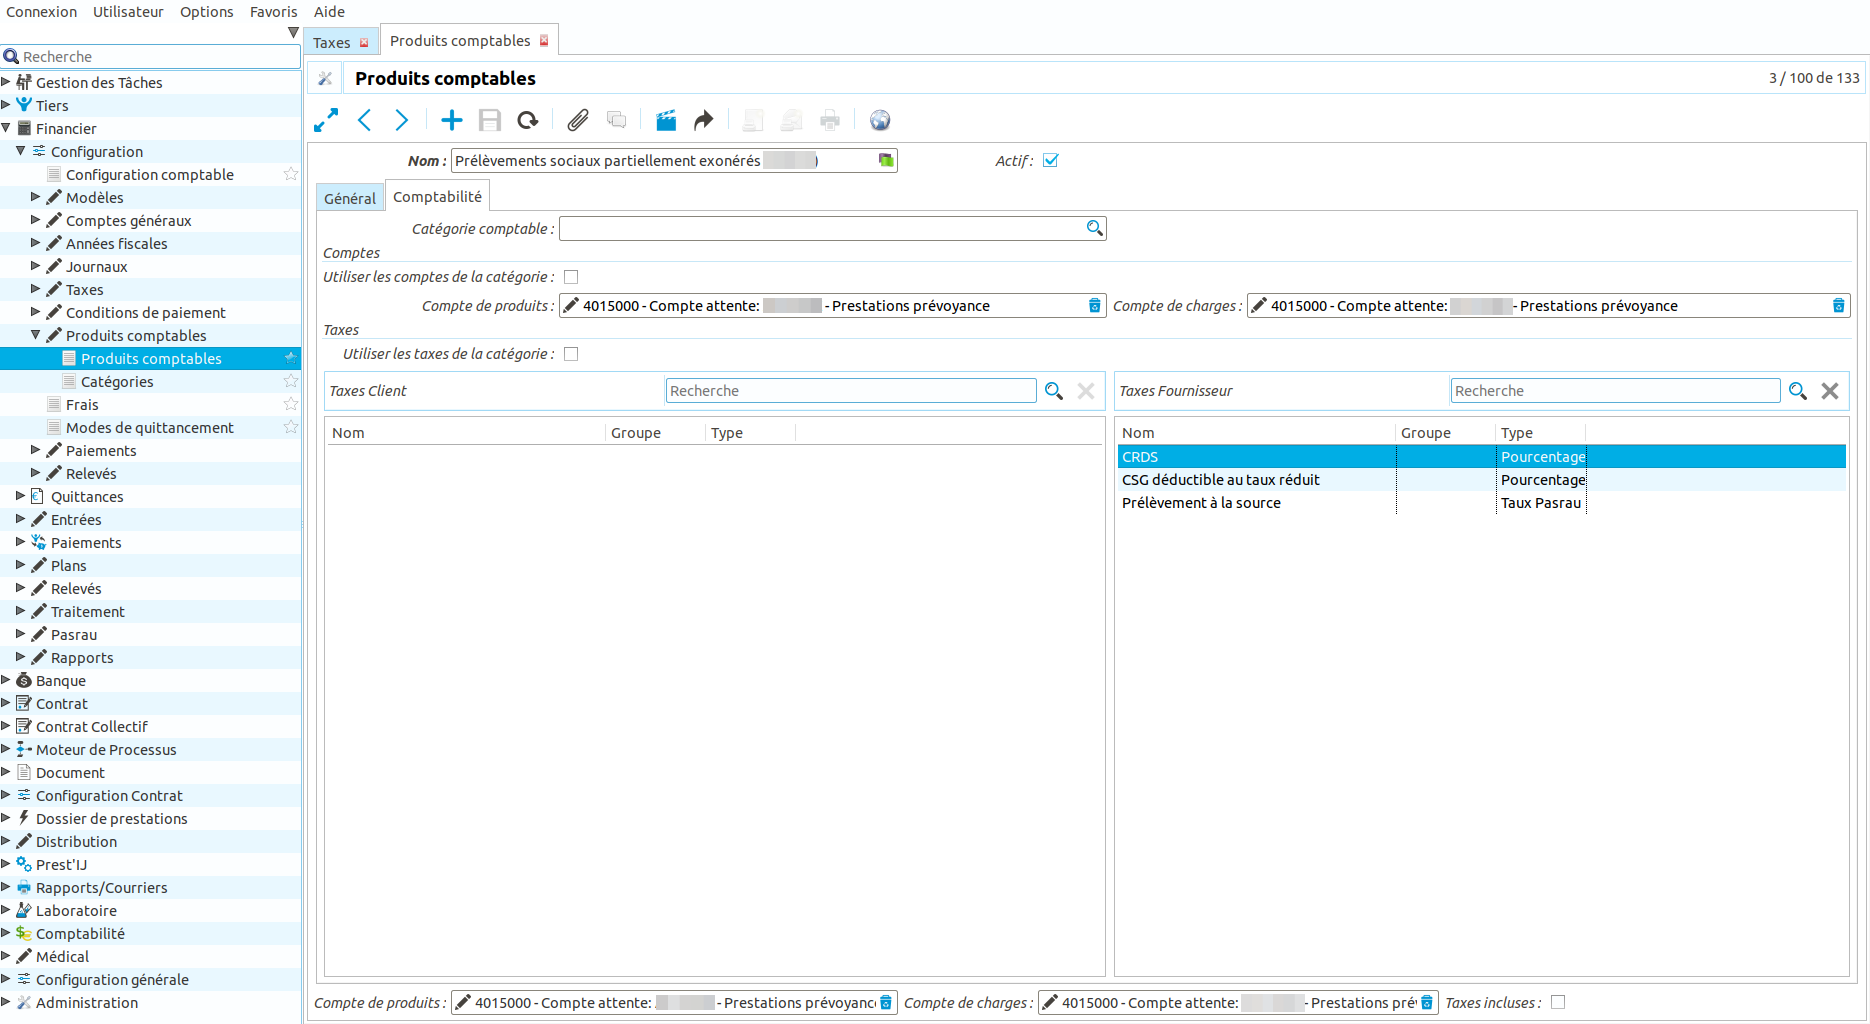 Connexion Utilisateur Options Favoris Aide
Recherche
Gestion des Tâches
Tiers
Financier
Configuration
Configuration comptable
Modèles
Comptes généraux
Années fiscales
Journaux
Taxes
Conditions de paiement
Produits comptables
Produits comptables
Catégories
Frais
Modes de quittancement
Paiements
Relevés
Quittances
Entrées
Paiements
Plans
Relevés
Traitement
Pasrau
Rapports
Banque
Contrat
Contrat Collectif
Moteur de Processus
Document
Configuration Contrat
Dossier de prestations
Distribution
Prest'IJ
Rapports/Courriers
Laboratoire
Comptabilité
Médical
Configuration générale
Administration
Taxes Produits comptables
Produits comptables 3 / 100 de 133
Nom : Prélèvements sociaux partiellement exonérés ) Actif :
Général Comptabilité
Catégorie comptable :
Comptes
Utiliser les comptes de la catégorie :
Compte de produits : 4015000 - Compte attente: - Prestations prévoyance Compte de charges : 4015000 - Compte attente: - Prestations prévoyance
Taxes
Utiliser les taxes de la catégorie :
Taxes Client Recherche Taxes Fournisseur Recherche
Nom Groupe Type Nom Groupe Type
CRDS Pourcentage
CSG déductible au taux réduit Pourcentage
Prélèvement à la source Taux Pasrau
Compte de produits : 4015000 - Compte attente: - Prestations prévoyanc Compte de charges : 4015000 - Compte attente: - Prestations pré Taxes incluses :